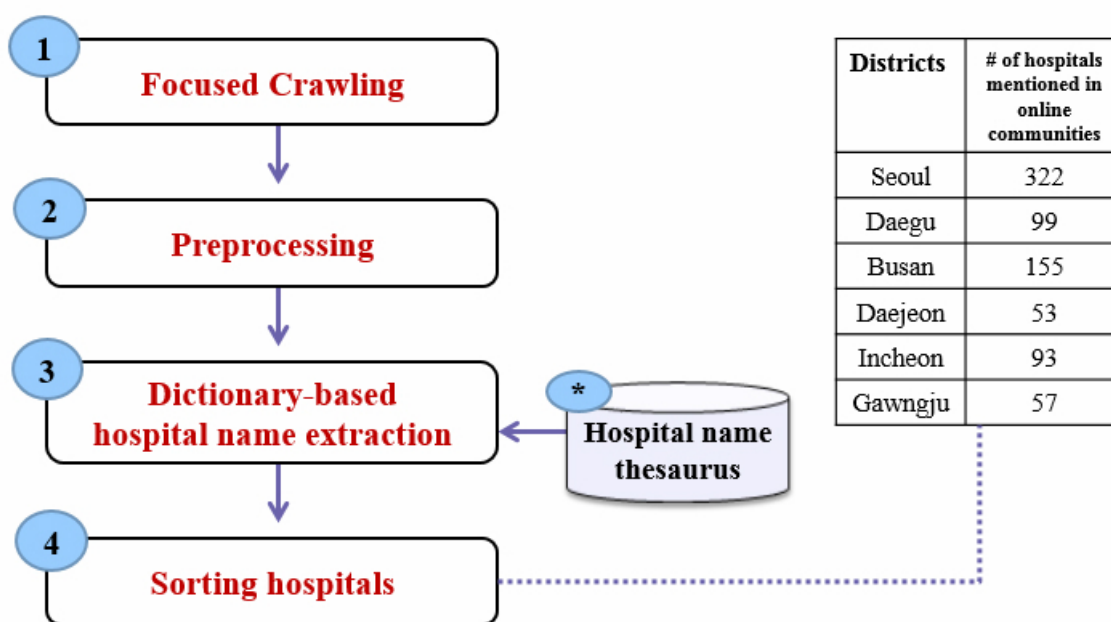 1
Focused Crawling
2
Preprocessing
3
Dictionary-based
hospital name extraction
*
Hospital name
thesaurus
4
Sorting hospitals
Districts
# of hospitals
mentioned in
online
communities
Seoul 322
Daegu 99
Busan 155
Daejeon 53
Incheon 93
Gawngju 57